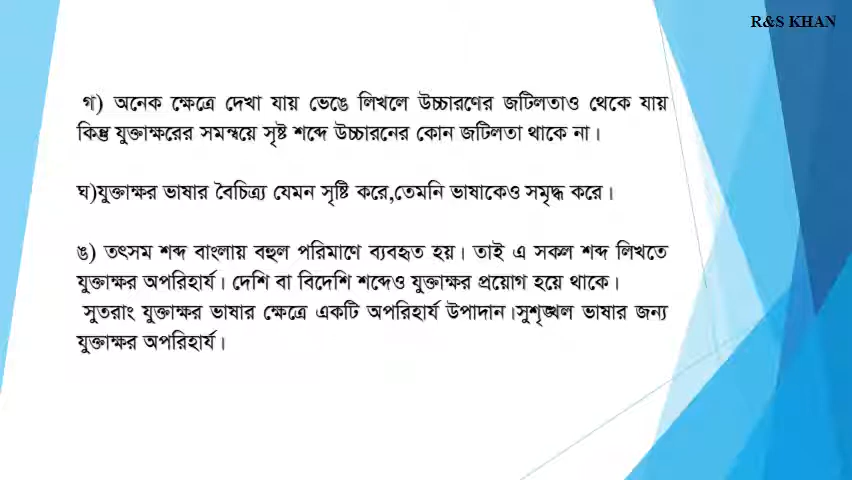 R&S KHAN
গ) অনেক ক্ষেত্রে দেখা যায় ভেঙে লিখলে উচ্চারণের জটিলতাও থেকে যায়
কিন্তু যুক্তাক্ষরের সমন্বয়ে সৃষ্ট শব্দে উচ্চারনের কোন জটিলতা থাকে না।
ঘ)যুক্তাক্ষর ভাষার বৈচিত্র্য যেমন সৃষ্টি করে,তেমনি ভাষাকেও সমৃদ্ধ করে।
ঙ) তৎসম শব্দ বাংলায় বহুল পরিমাণে ব্যবহৃত হয়। তাই এ সকল শব্দ লিখতে
যুক্তাক্ষর অপরিহার্য। দেশি বা বিদেশি শব্দেও যুক্তাক্ষর প্রয়োগ হয়ে থাকে।
সুতরাং যুক্তাক্ষর ভাষার ক্ষেত্রে একটি অপরিহার্য উপাদান।সুশৃঙ্খল ভাষার জন্য
যুক্তাক্ষর অপরিহার্য।